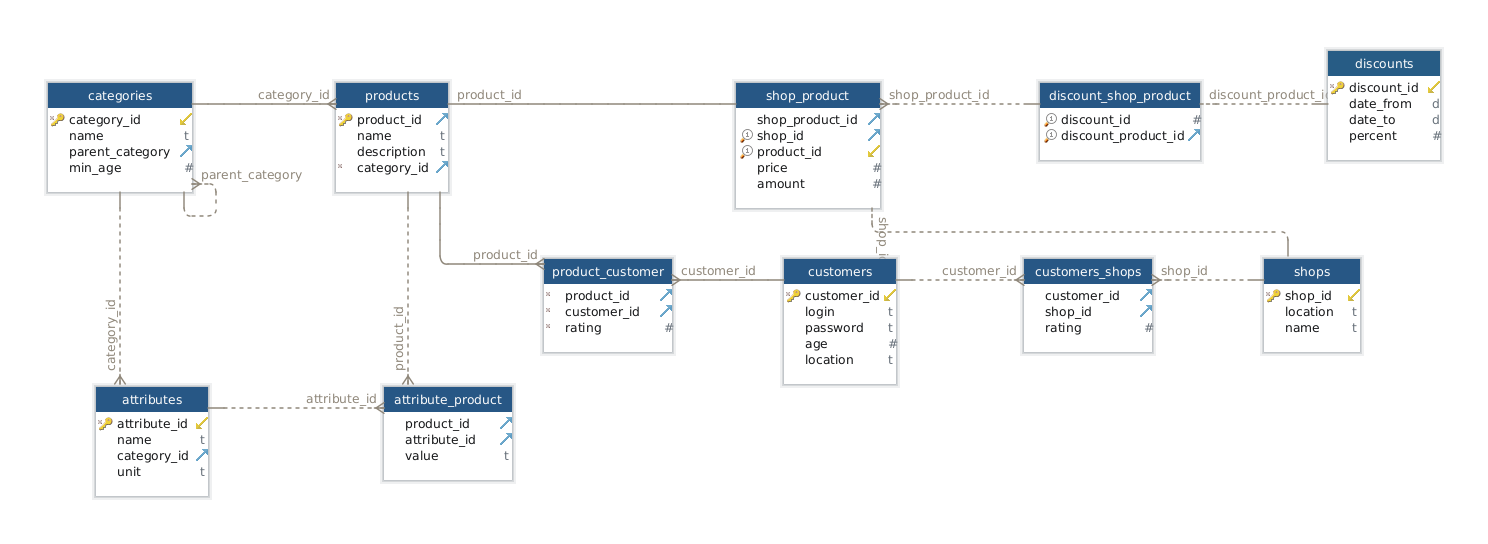 categories
category_id
name t
parent_category
min_age #
parent_category
category_id
products
product_id
name t
description t
category_id
product_id
shop_product
shop_product_id
shop_id
product_id
price #
amount #
shop_product_id
discount_shop_product
discount_id #
discount_product_id
discount_product_id
discounts
discount_id
date_from d
date_to d
percent #
shop_id
product_id
product_customer
product_id
customer_id
rating #
customer_id
customers
customer_id
login t
password t
age #
location t
customer_id
customers_shops
customer_id
shop_id
rating #
shop_id
shops
shop_id
location t
name t
category_id
product_id
attributes
attribute_id
name t
category_id
unit t
attribute_id
attribute_product
product_id
attribute_id
value t